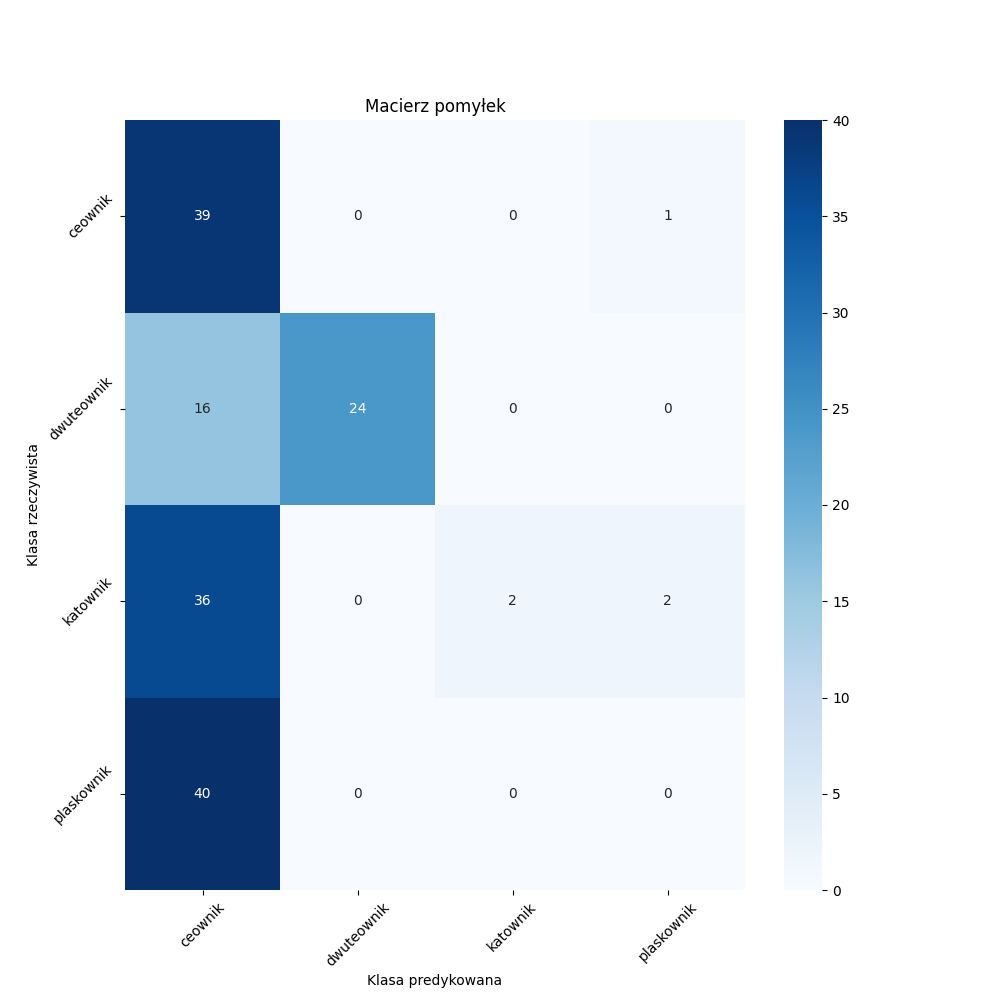 Macierz pomyłek
Klasa rzeczywista
ceownik 39 0 0 1
dwuteownik 16 24 0 0
katownik 36 0 2 2
plaskownik 40 0 0 0
ceownik dwuteownik katownik plaskownik
Klasa predykowana
40
35
30
25
20
15
10
5
0